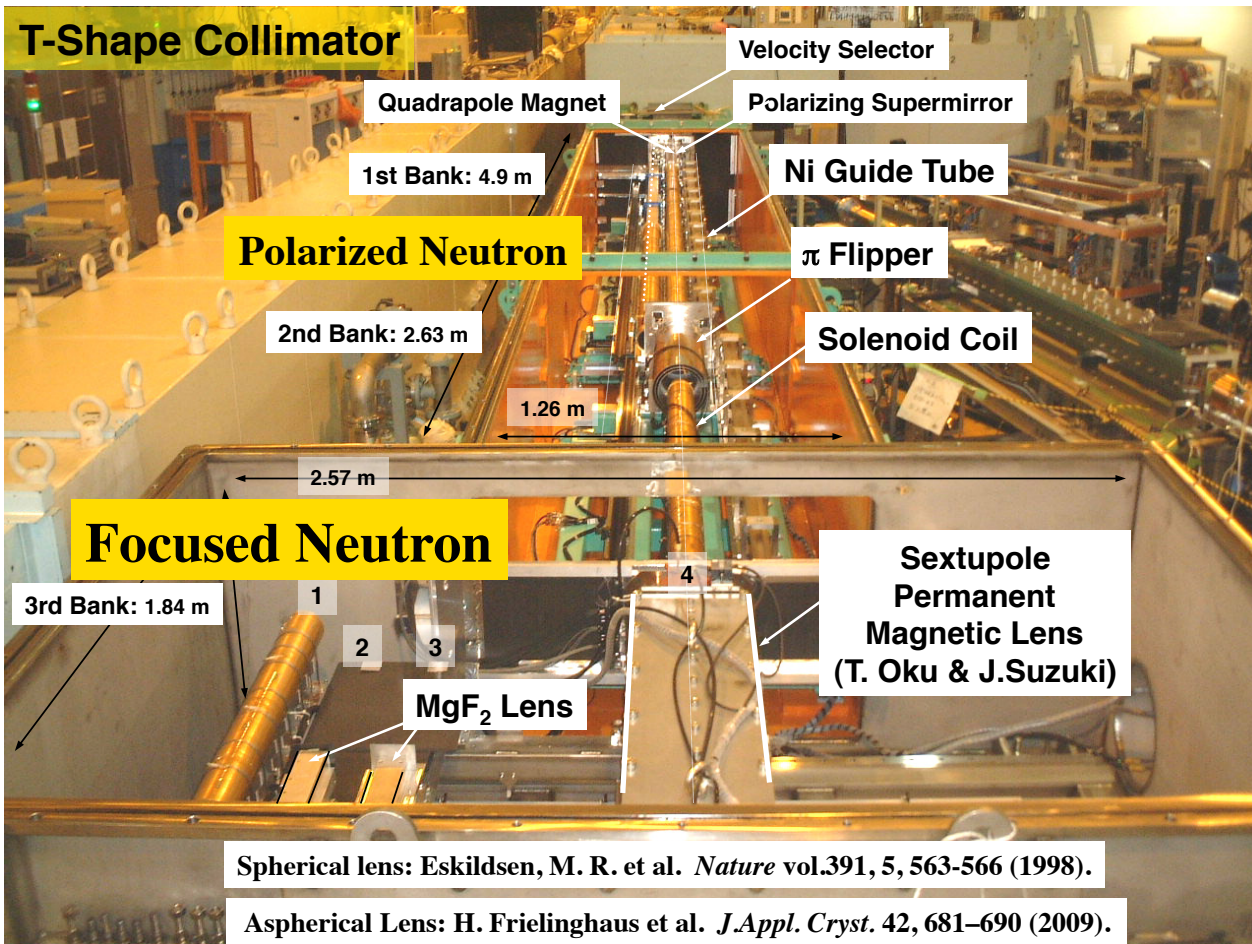 T-Shape Collimator
Velocity Selector
Quadrapole Magnet
Polarizing Supermirror
1st Bank: 4.9 m
Ni Guide Tube
Polarized Neutron
π Flipper
2nd Bank: 2.63 m
Solenoid Coil
1.26 m
2.57 m
Focused Neutron
Sextupole
Permanent
Magnetic Lens
(T. Oku & J.Suzuki)
3rd Bank: 1.84 m
1
2
3
4
MgF₂ Lens
Spherical lens: Eskildsen, M. R. et al. Nature vol.391, 5, 563-566 (1998).
Aspherical Lens: H. Frielinghaus et al. J.Appl. Cryst. 42, 681–690 (2009).